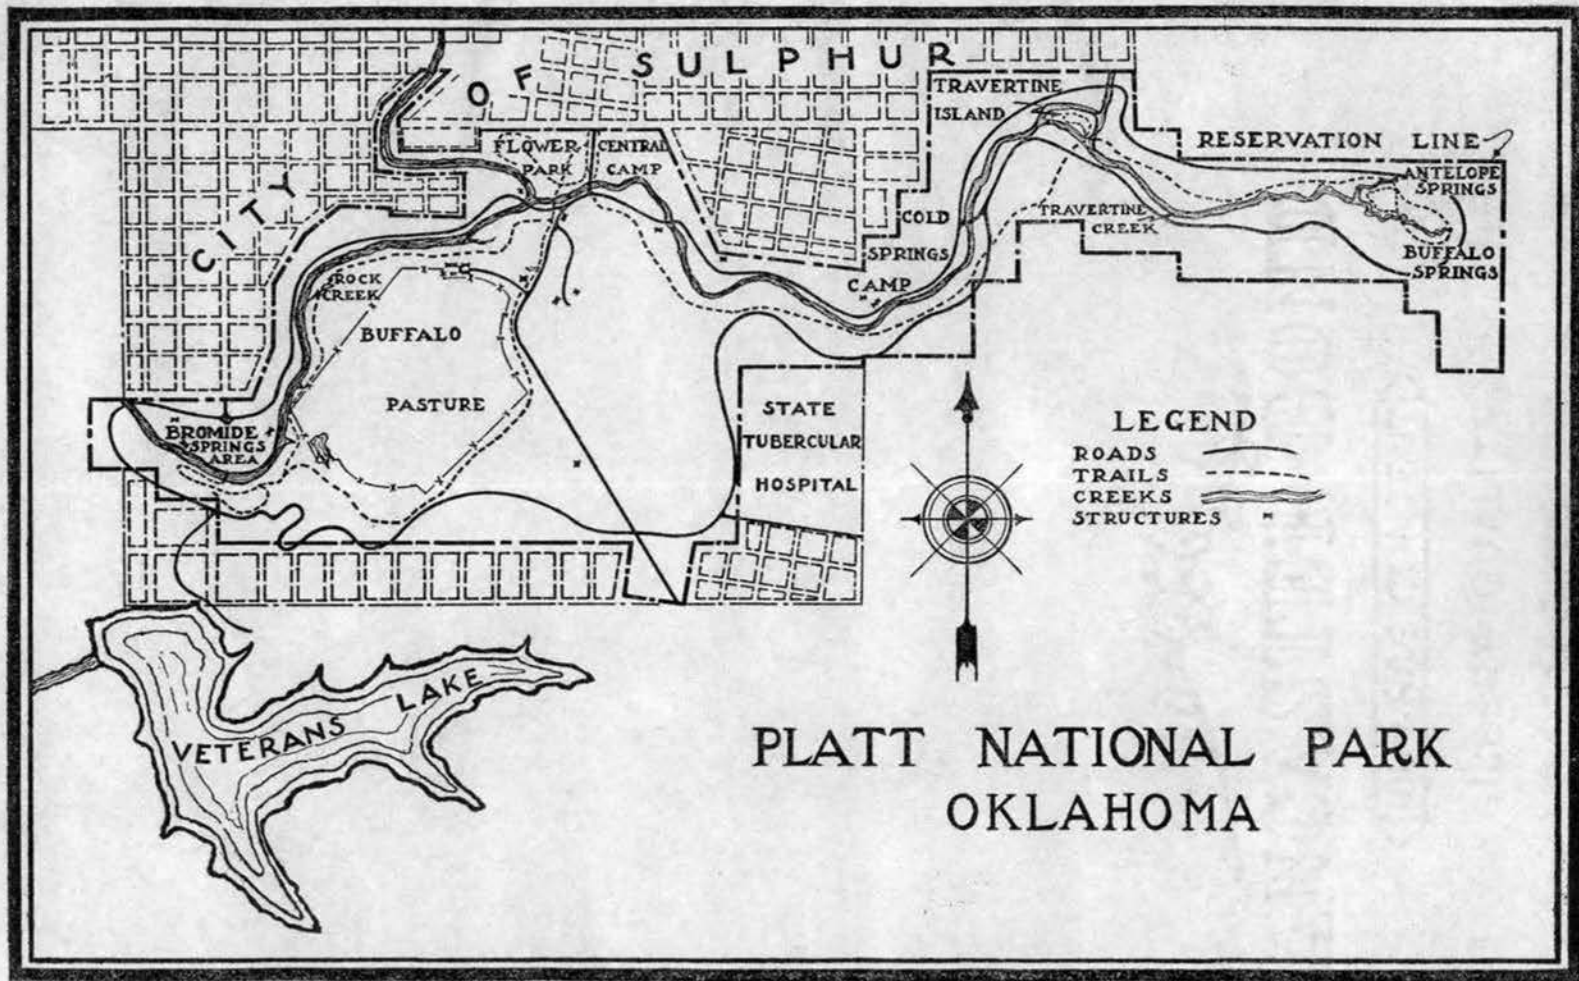 CITY OF SULPHUR
TRAVERTINE
ISLAND
RESERVATION LINE
FLOWER
PARK
CENTRAL
CAMP
ANTELOPE
SPRINGS
COLD
SPRINGS
CAMP
TRAVERTINE
CREEK
BUFFALO
SPRINGS
ROCK
CREEK
BUFFALO
PASTURE
BROMIDE
SPRINGS
AREA
STATE
TUBERCULAR
HOSPITAL
LEGEND
ROADS
TRAILS
CREEKS
STRUCTURES
VETERANS LAKE
PLATT NATIONAL PARK
OKLAHOMA